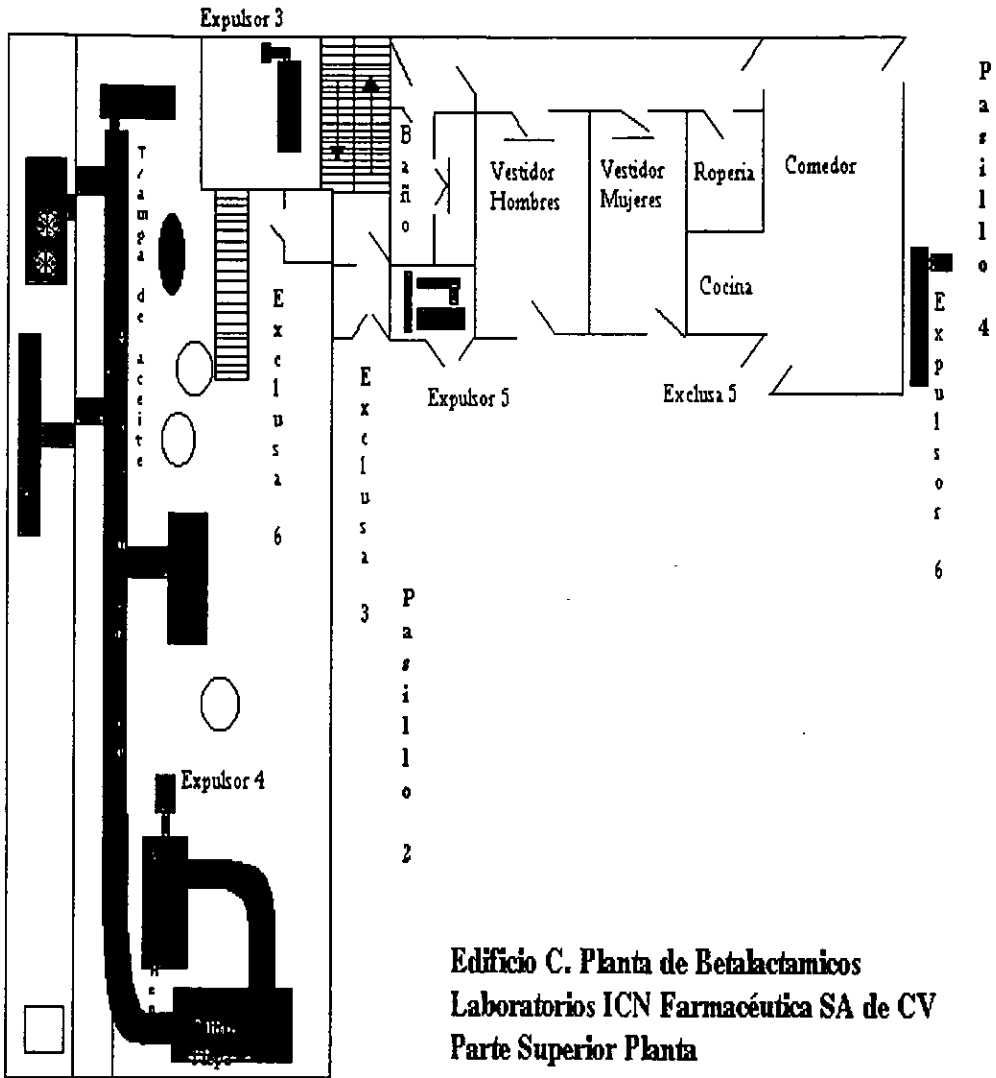 Expulsor 3
Pasillo 4
Trampa de aceite
Baño
Vestidor
Hombres
Vestidor
Mujeres
Roperia
Comedor
Cocina
Exclusa 6
Exclusa 3
Expulsor 5
Exclusa 5
Expulsor 6
Pasillo 2
Expulsor 4
Edificio C. Planta de Betalactamicos
Laboratorios ICN Farmacéutica SA de CV
Parte Superior Planta